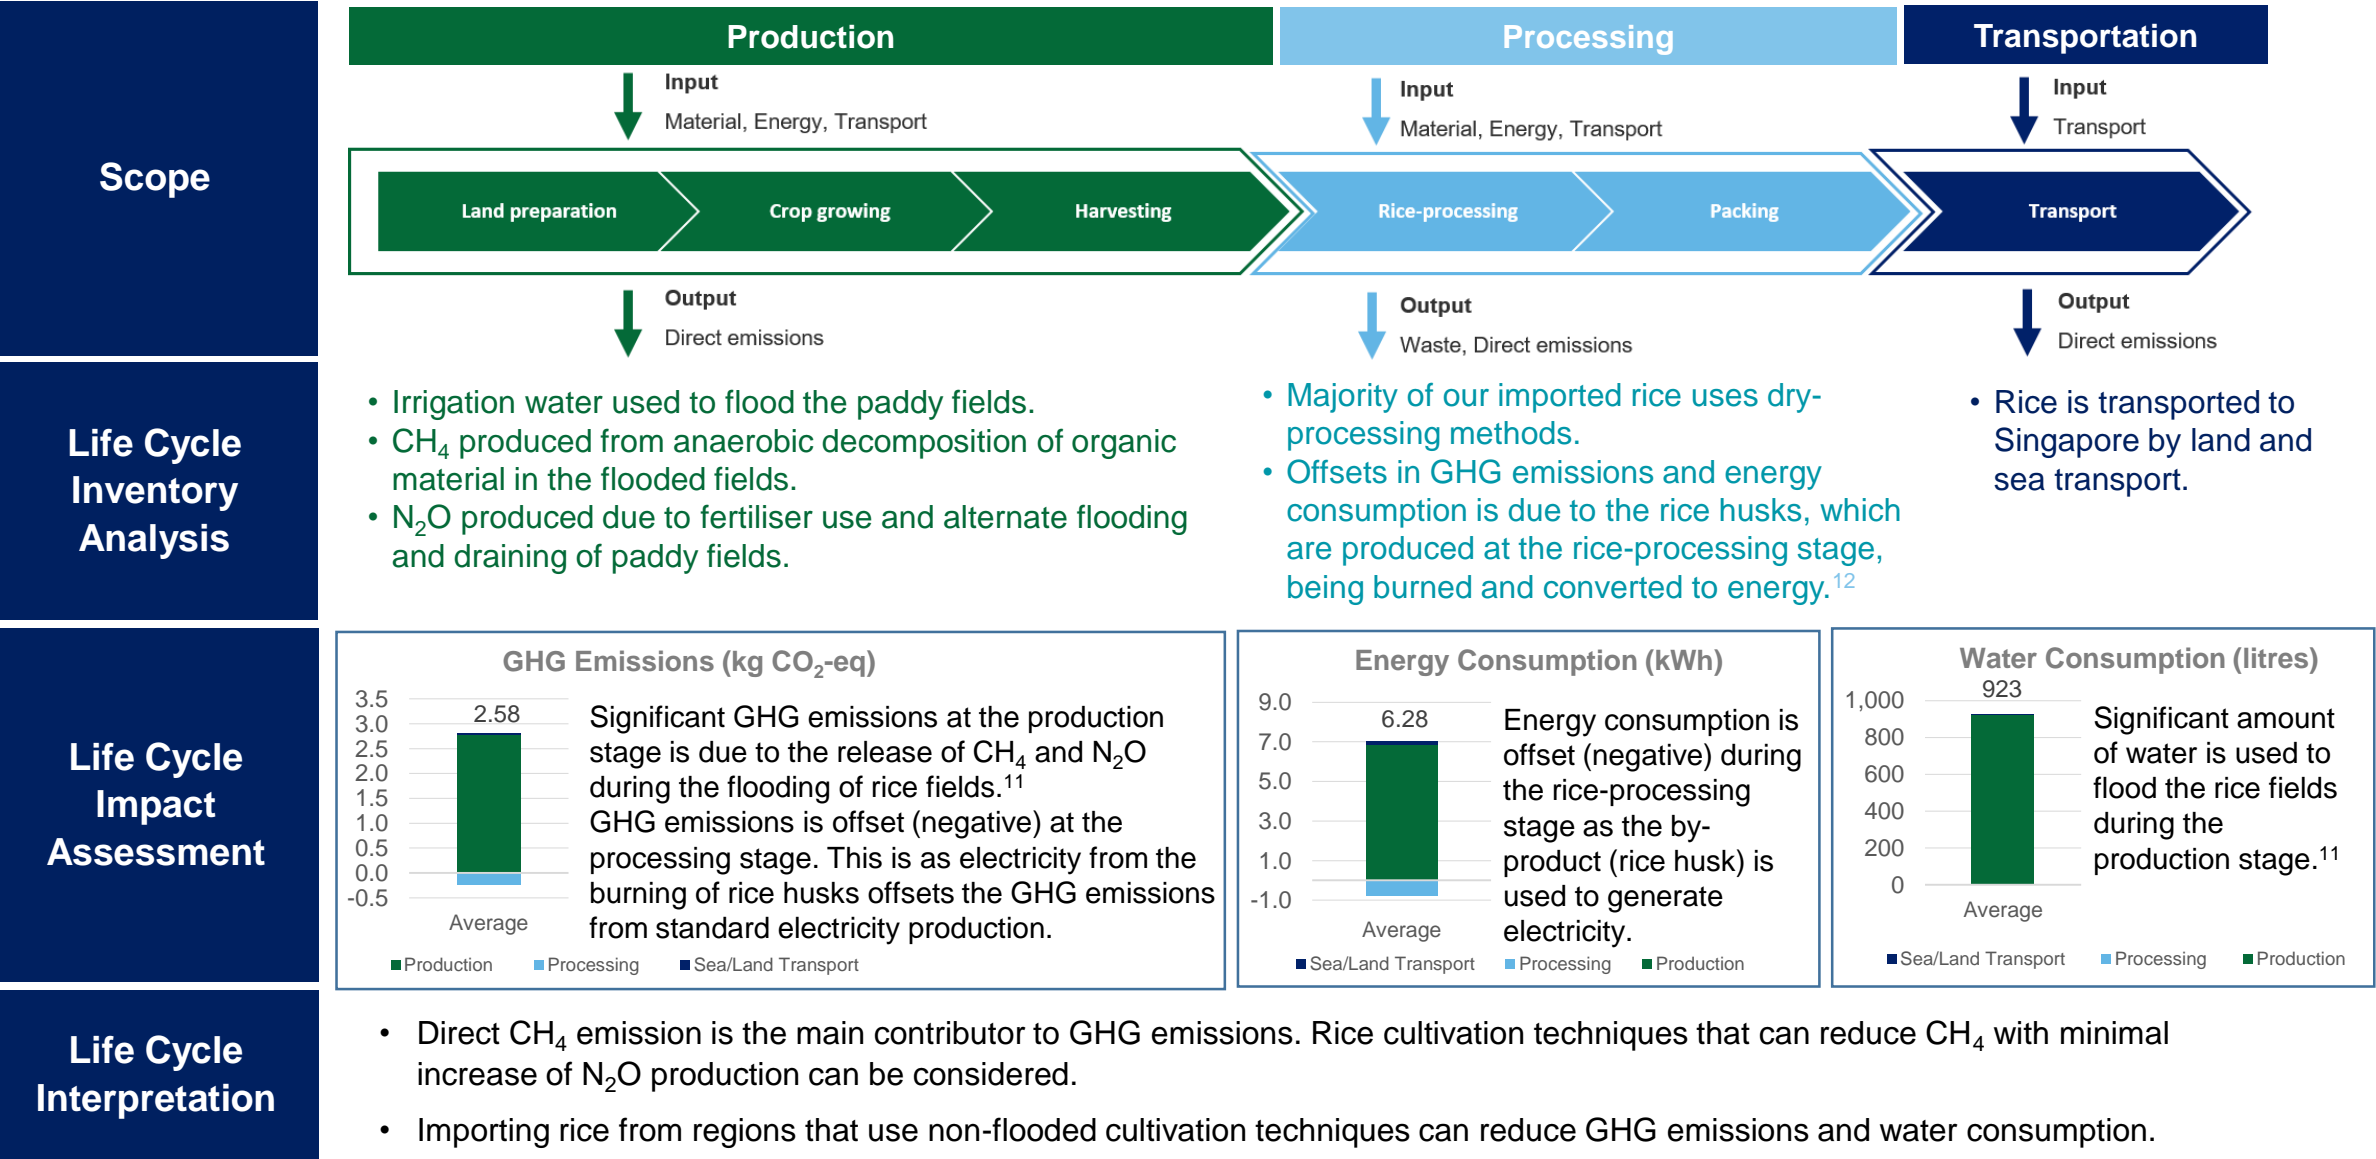 Scope
Production
Processing
Transportation
Input
Material, Energy, Transport
Input
Material, Energy, Transport
Input
Transport
Land preparation
Crop growing
Harvesting
Rice-processing
Packing
Transport
Output
Direct emissions
Output
Waste, Direct emissions
Output
Direct emissions
Life Cycle
Inventory
Analysis
• Irrigation water used to flood the paddy fields.
• CH₄ produced from anaerobic decomposition of organic
material in the flooded fields.
• N₂O produced due to fertiliser use and alternate flooding
and draining of paddy fields.
• Majority of our imported rice uses dry-
processing methods.
• Offsets in GHG emissions and energy
consumption is due to the rice husks, which
are produced at the rice-processing stage,
being burned and converted to energy.¹²
• Rice is transported to
Singapore by land and
sea transport.
Life Cycle
Impact
Assessment
GHG Emissions (kg CO₂-eq)
3.5
3.0
2.5
2.0
1.5
1.0
0.5
0.0
-0.5
2.58
Average
Significant GHG emissions at the production
stage is due to the release of CH₄ and N₂O
during the flooding of rice fields.¹¹
GHG emissions is offset (negative) at the
processing stage. This is as electricity from the
burning of rice husks offsets the GHG emissions
from standard electricity production.
Production
Processing
Sea/Land Transport
Energy Consumption (kWh)
9.0
7.0
5.0
3.0
1.0
-1.0
6.28
Average
Energy consumption is
offset (negative) during
the rice-processing
stage as the by-
product (rice husk) is
used to generate
electricity.
Sea/Land Transport
Processing
Production
Water Consumption (litres)
1,000
800
600
400
200
0
923
Average
Significant amount
of water is used to
flood the rice fields
during the
production stage.¹¹
Sea/Land Transport
Processing
Production
Life Cycle
Interpretation
• Direct CH₄ emission is the main contributor to GHG emissions. Rice cultivation techniques that can reduce CH₄ with minimal
increase of N₂O production can be considered.
• Importing rice from regions that use non-flooded cultivation techniques can reduce GHG emissions and water consumption.